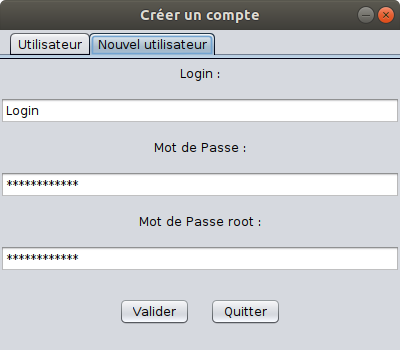 Créer un compte
Utilisateur Nouvel utilisateur
Login :
Login
Mot de Passe :
************
Mot de Passe root :
************
Valider Quitter